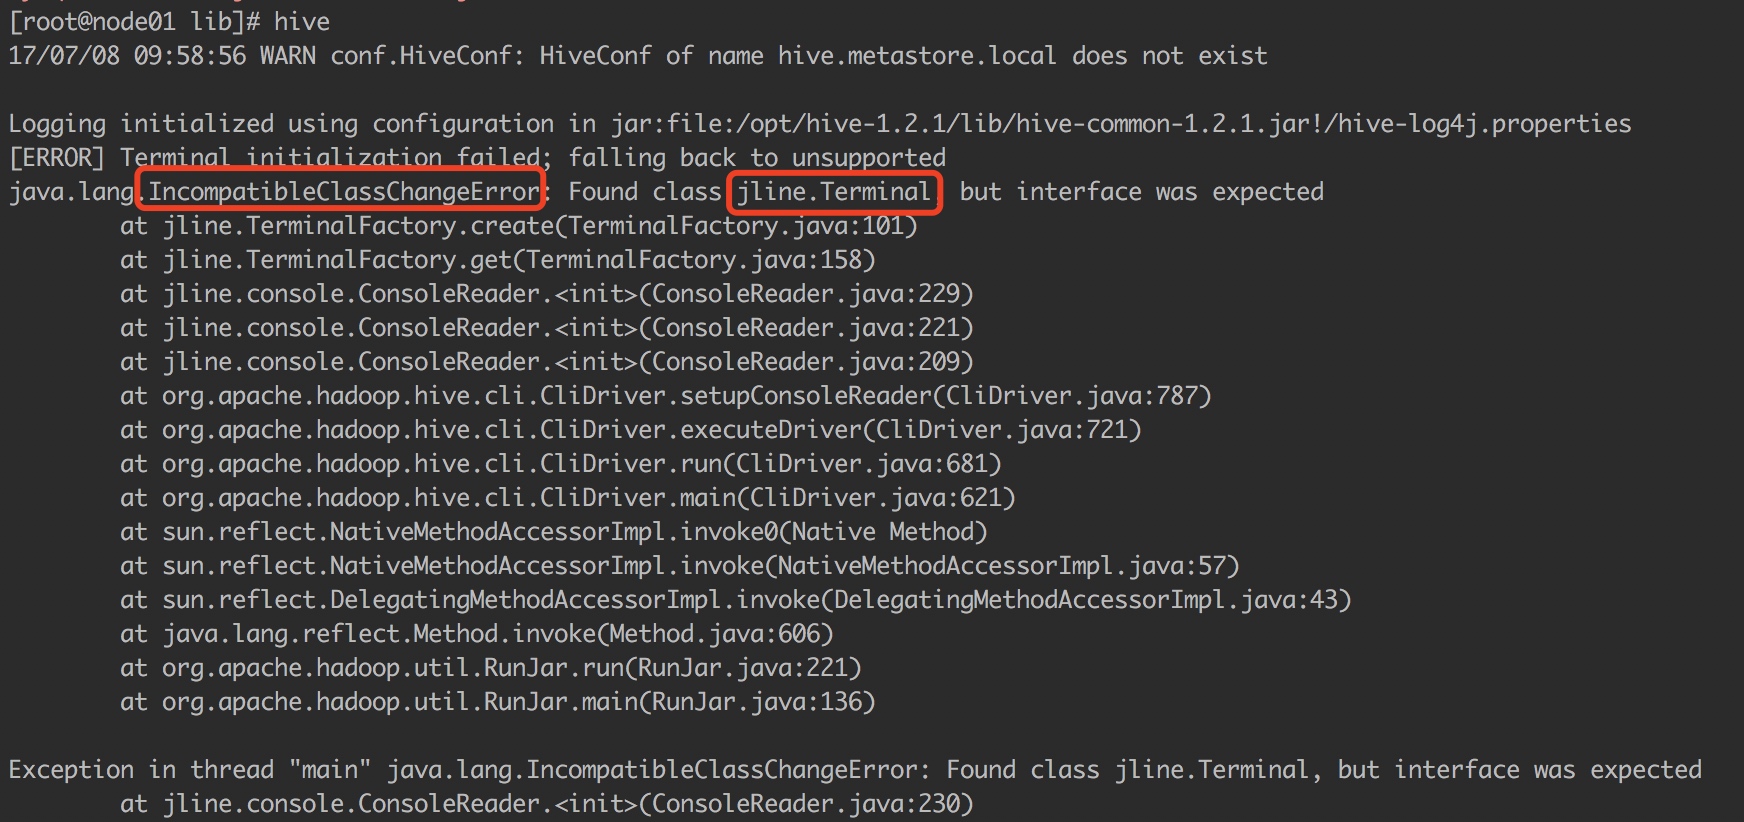 [root@node01 lib]# hive
17/07/08 09:58:56 WARN conf.HiveConf: HiveConf of name hive.metastore.local does not exist
Logging initialized using configuration in jar:file:/opt/hive-1.2.1/lib/hive-common-1.2.1.jar!/hive-log4j.properties
[ERROR] Terminal initialization failed; falling back to unsupported
java.lang.IncompatibleClassChangeError: Found class jline.Terminal, but interface was expected
at jline.TerminalFactory.create(TerminalFactory.java:101)
at jline.TerminalFactory.get(TerminalFactory.java:158)
at jline.console.ConsoleReader.<init>(ConsoleReader.java:229)
at jline.console.ConsoleReader.<init>(ConsoleReader.java:221)
at jline.console.ConsoleReader.<init>(ConsoleReader.java:209)
at org.apache.hadoop.hive.cli.CliDriver.setupConsoleReader(CliDriver.java:787)
at org.apache.hadoop.hive.cli.CliDriver.executeDriver(CliDriver.java:721)
at org.apache.hadoop.hive.cli.CliDriver.run(CliDriver.java:681)
at org.apache.hadoop.hive.cli.CliDriver.main(CliDriver.java:621)
at sun.reflect.NativeMethodAccessorImpl.invoke0(Native Method)
at sun.reflect.NativeMethodAccessorImpl.invoke(NativeMethodAccessorImpl.java:57)
at sun.reflect.DelegatingMethodAccessorImpl.invoke(DelegatingMethodAccessorImpl.java:43)
at java.lang.reflect.Method.invoke(Method.java:606)
at org.apache.hadoop.util.RunJar.run(RunJar.java:221)
at org.apache.hadoop.util.RunJar.main(RunJar.java:136)
Exception in thread "main" java.lang.IncompatibleClassChangeError: Found class jline.Terminal, but interface was expected
at jline.console.ConsoleReader.<init>(ConsoleReader.java:230)